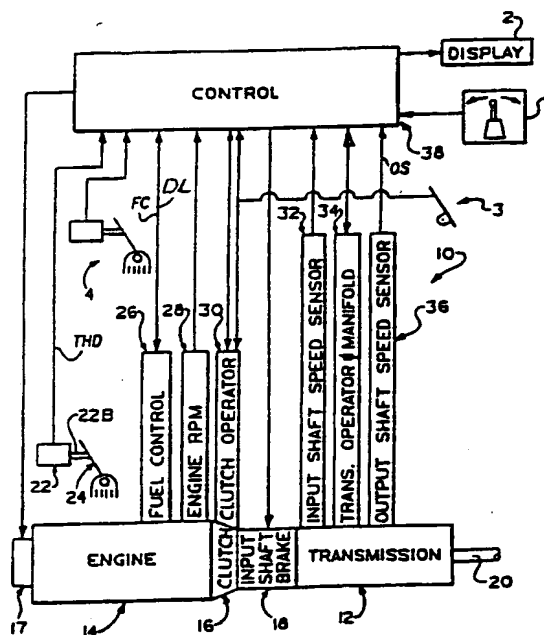 2
DISPLAY
CONTROL
38
FC
DL
OS
3
4
32
34
10
26
28
30
36
THD
22B
22
24
FUEL CONTROL
ENGINE RPM
CLUTCH OPERATOR
INPUT SHAFT SPEED SENSOR
TRANS. OPERATOR MANIFOLD
OUTPUT SHAFT SPEED SENSOR
ENGINE
CLUTCH
INPUT
SHAFT
BRAKE
TRANSMISSION
20
17
14
16
18
12